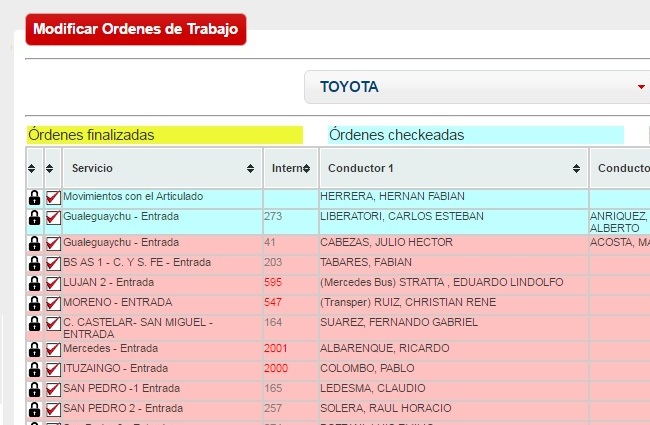 Modificar Ordenes de Trabajo
TOYOTA
Órdenes finalizadas Órdenes checkeadas
Servicio Intern Conductor 1 Conducto
Movimientos con el Articulado HERRERA, HERNAN FABIAN
Gualeguaychu - Entrada 273 LIBERATORI, CARLOS ESTEBAN ANRIQUEZ,
ALBERTO
Gualeguaychu - Entrada 41 CABEZAS, JULIO HECTOR ACOSTA, MA
BS AS 1 - C. Y S. FE - Entrada 203 TABARES, FABIAN
LUJAN 2 - Entrada 595 (Mercedes Bus) STRATTA , EDUARDO LINDOLFO
MORENO - ENTRADA 547 (Transper) RUIZ, CHRISTIAN RENE
C. CASTELAR- SAN MIGUEL - 164 SUAREZ, FERNANDO GABRIEL
ENTRADA
Mercedes - Entrada 2001 ALBARENQUE, RICARDO
ITUZAINGO - Entrada 2000 COLOMBO, PABLO
SAN PEDRO -1 Entrada 165 LEDESMA, CLAUDIO
SAN PEDRO 2 - Entrada 257 SOLERA, RAUL HORACIO